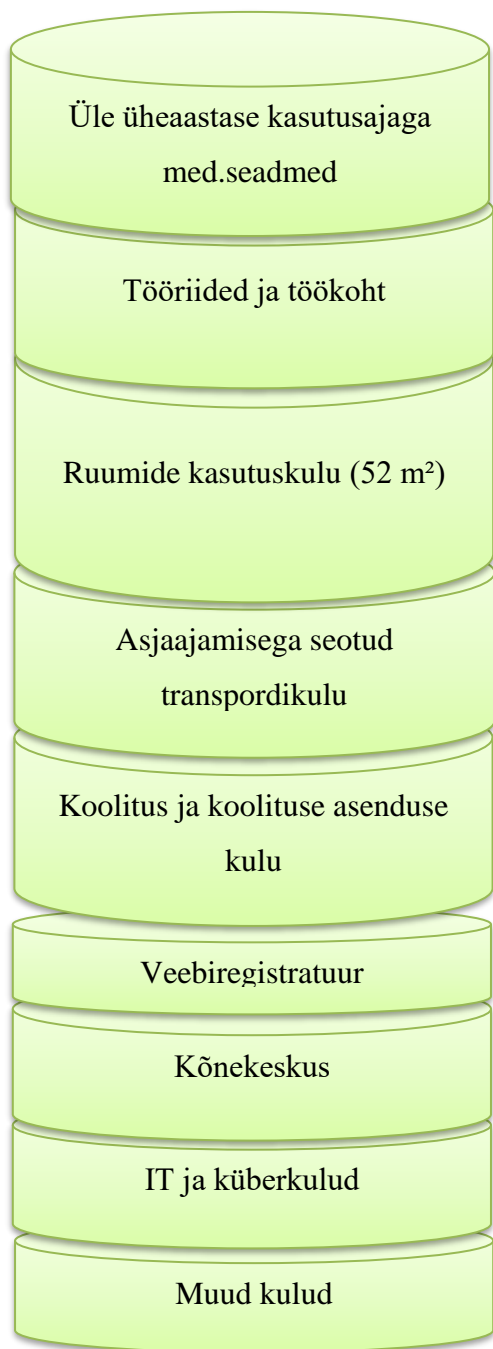 Üle üheaastase kasutusajaga
med.seadmed
Tööriided ja töökoht
Ruumide kasutuskulu (52 m²)
Asjaajamisega seotud
transpordikulu
Koolitus ja koolituse asenduse
kulu
Veebiregistratuur
Kõnekeskus
IT ja küberkulud
Muud kulud